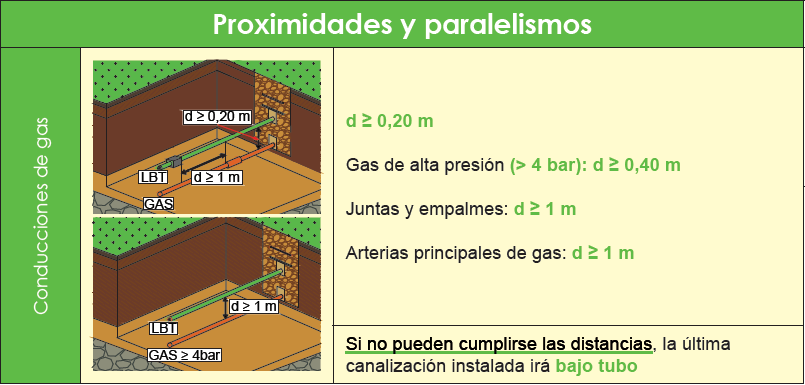 Proximidades y paralelismos
Conducciones de gas
d ≥ 0,20 m
LBT
d ≥ 1 m
GAS
d ≥ 1 m
LBT
GAS ≥ 4bar
d ≥ 0,20 m
Gas de alta presión (> 4 bar): d ≥ 0,40 m
Juntas y empalmes: d ≥ 1 m
Arterias principales de gas: d ≥ 1 m
Si no pueden cumplirse las distancias, la última
canalización instalada irá bajo tubo